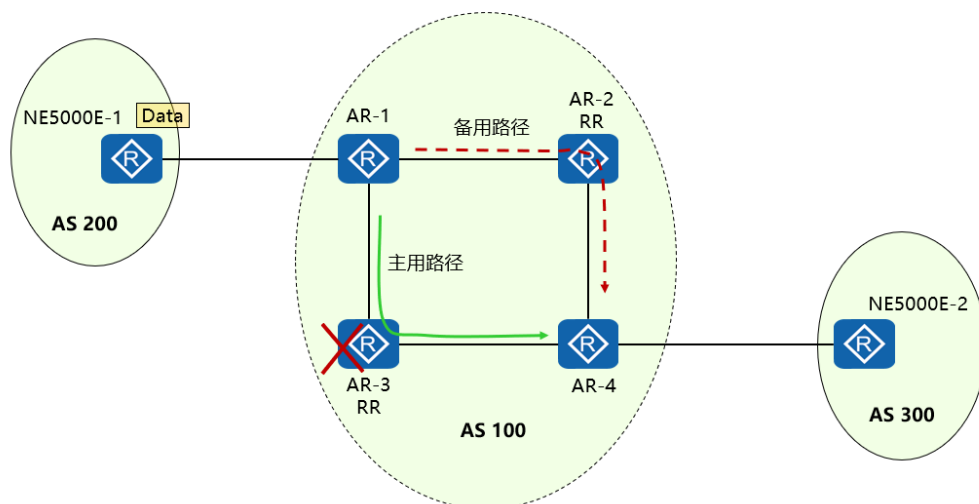 NE5000E-1
Data
AS 200
AR-1
备用路径
AR-2
RR
主用路径
AR-3
RR
AR-4
AS 100
NE5000E-2
AS 300
R
R
R
R
R
R